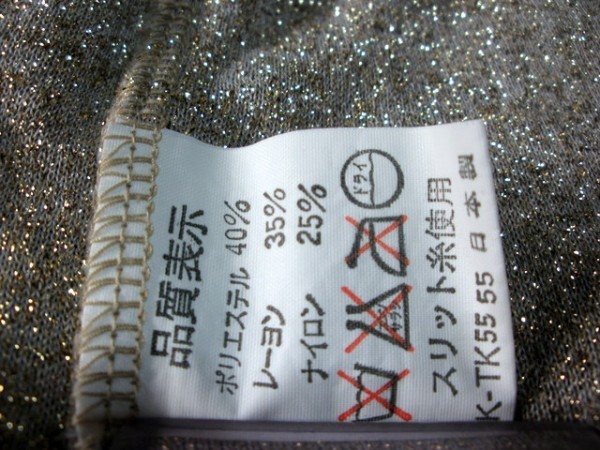 品質表示
ポリエステル 40%
レーヨン 35%
ナイロン 25%
ドライ
スリット糸使用
K-TK55 55 日本製